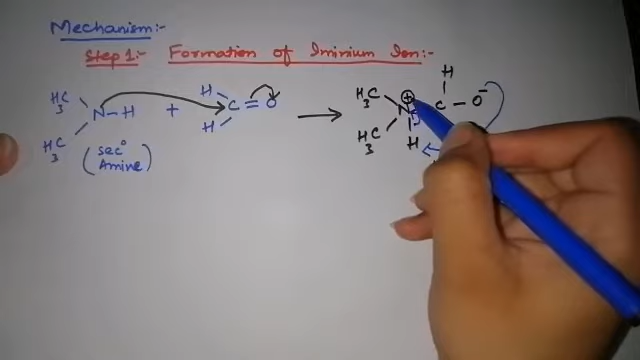 Mechanism:-
Step 1:- Formation of Iminium Ion:-
H3C N-H H3C (sec° Amine) + H H C=O → H3C H3C N⊕ H H C-O⁻